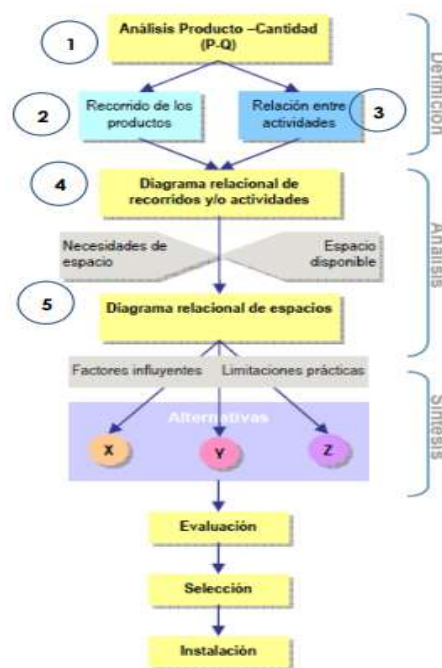 1
Análisis Producto –Cantidad
(P-Q)
2
Recorrido de los
productos
Relación entre
actividades
3
Definición
4
Diagrama relacional de
recorridos y/o actividades
Necesidades de
espacio
Espacio
disponible
Análisis
5
Diagrama relacional de espacios
Factores influyentes
Limitaciones prácticas
Alternativas
X
Y
Z
Síntesis
Evaluación
Selección
Instalación